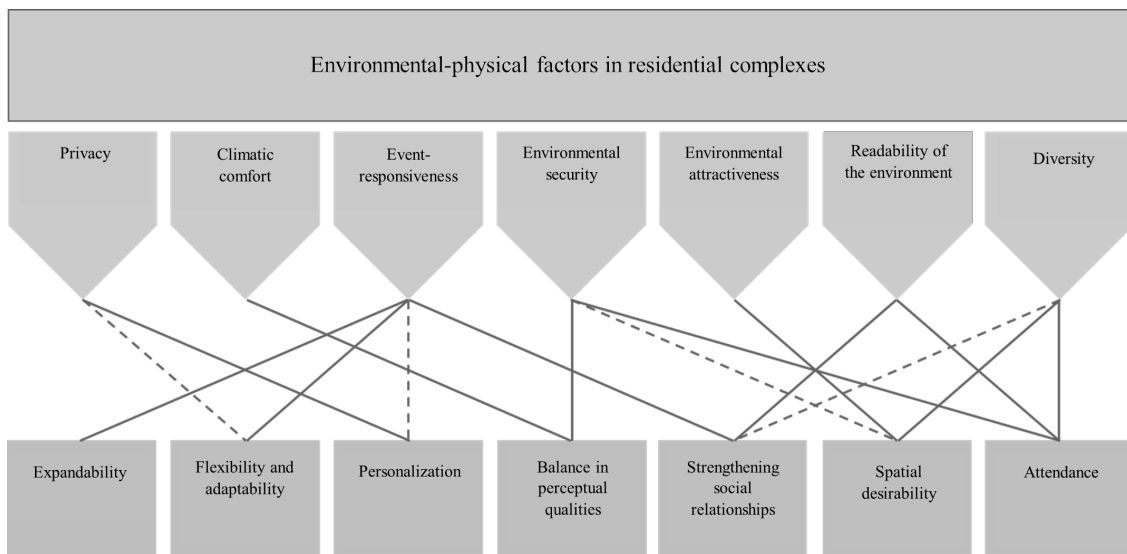 Environmental-physical factors in residential complexes
Privacy
Climatic
comfort
Event-
responsiveness
Environmental
security
Environmental
attractiveness
Readability of
the environment
Diversity
Expandability
Flexibility and
adaptability
Personalization
Balance in
perceptual
qualities
Strengthening
social
relationships
Spatial
desirability
Attendance